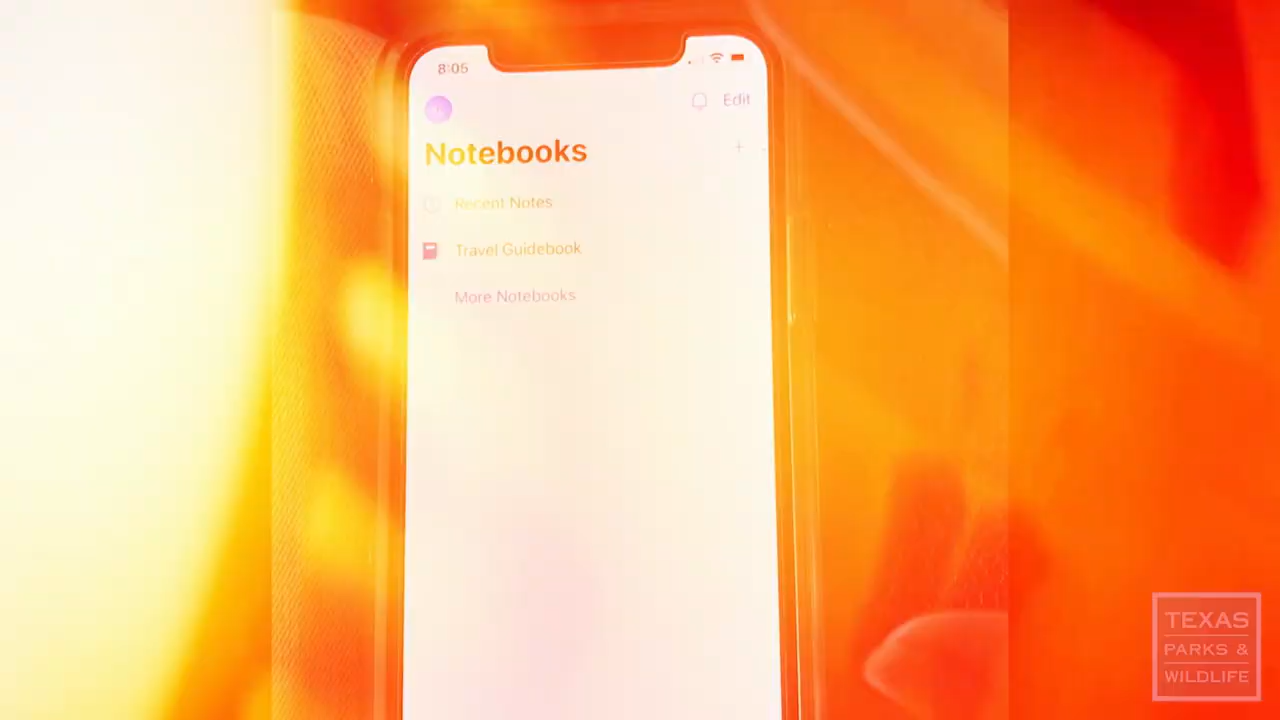 8:05
Edit
Notebooks
Recent Notes
Travel Guidebook
More Notebooks
TEXAS
PARKS &
WILDLIFE